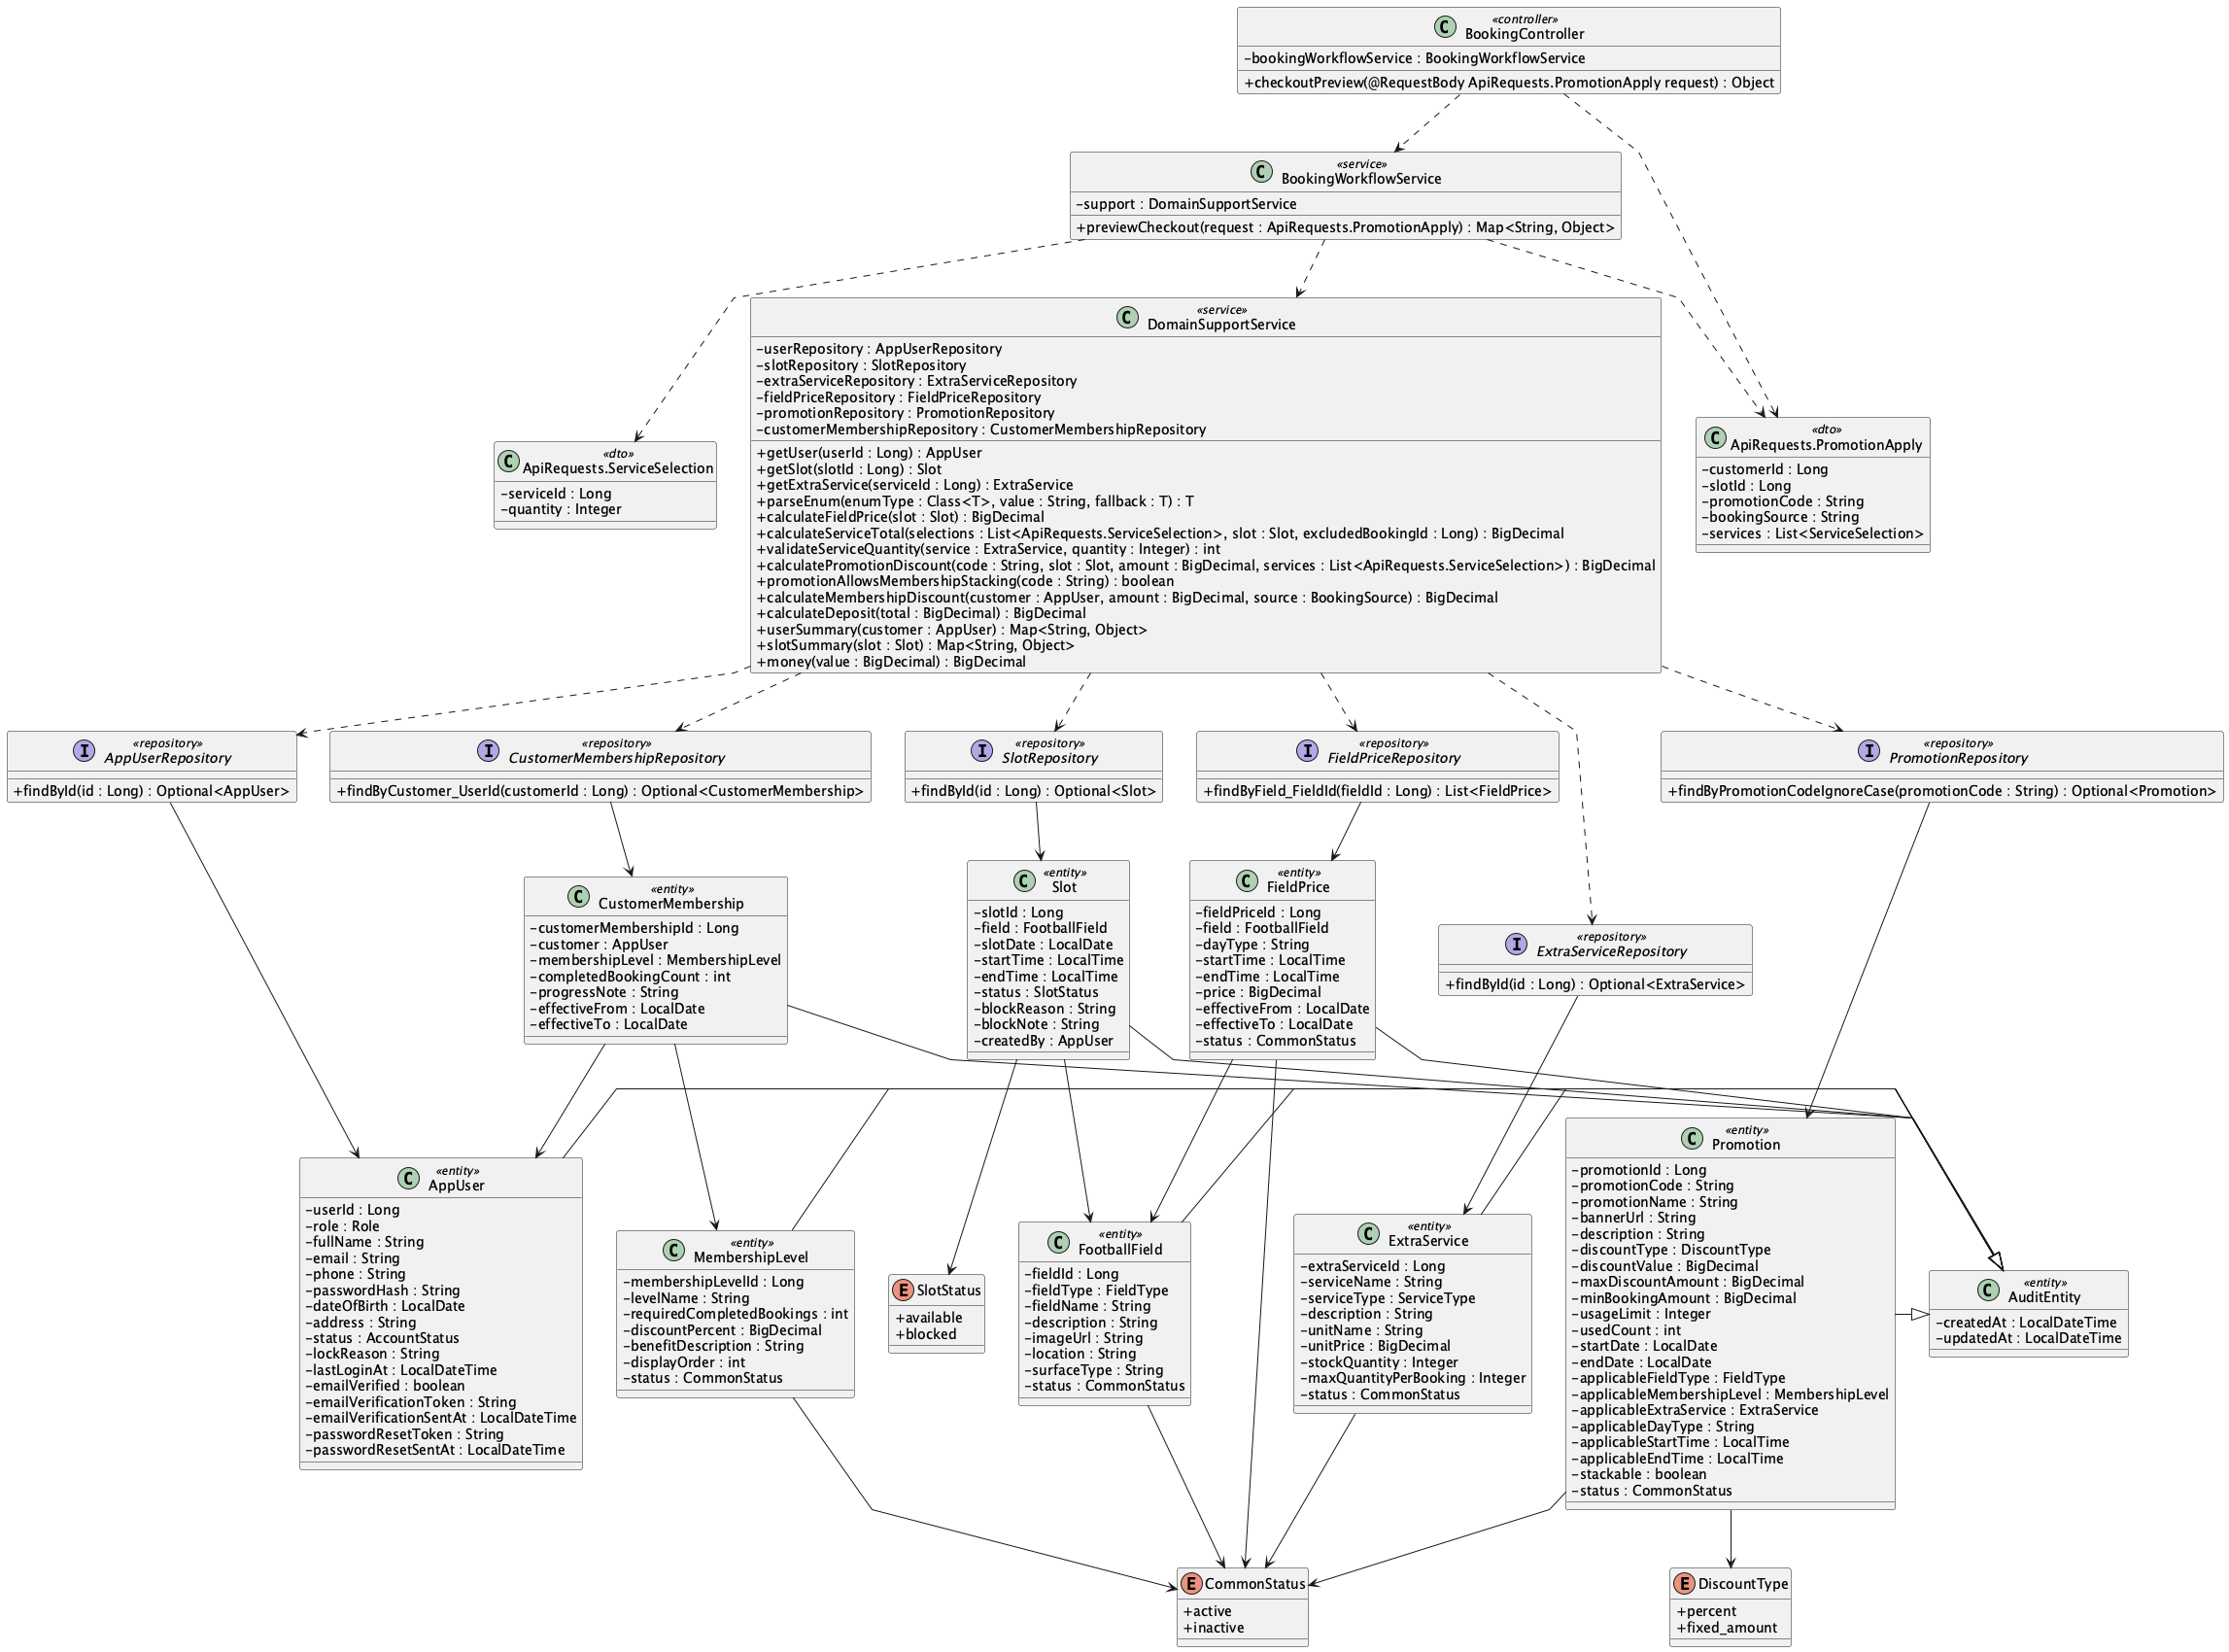 «controller»
BookingController
−bookingWorkflowService : BookingWorkflowService
+checkoutPreview(@RequestBody ApiRequests.PromotionApply request) : Object
«service»
BookingWorkflowService
−support : DomainSupportService
+previewCheckout(request : ApiRequests.PromotionApply) : Map<String, Object>
«service»
DomainSupportService
−userRepository : AppUserRepository
−slotRepository : SlotRepository
−extraServiceRepository : ExtraServiceRepository
−fieldPriceRepository : FieldPriceRepository
−promotionRepository : PromotionRepository
−customerMembershipRepository : CustomerMembershipRepository
+getUser(userId : Long) : AppUser
+getSlot(slotId : Long) : Slot
+getExtraService(serviceId : Long) : ExtraService
+parseEnum(enumType : Class<T>, value : String, fallback : T) : T
+calculateFieldPrice(slot : Slot) : BigDecimal
+calculateServiceTotal(selections : List<ApiRequests.ServiceSelection>, slot : Slot, excludedBookingId : Long) : BigDecimal
+validateServiceQuantity(service : ExtraService, quantity : Integer) : int
+calculatePromotionDiscount(code : String, slot : Slot, amount : BigDecimal, services : List<ApiRequests.ServiceSelection>) : BigDecimal
+promotionAllowsMembershipStacking(code : String) : boolean
+calculateMembershipDiscount(customer : AppUser, amount : BigDecimal, source : BookingSource) : BigDecimal
+calculateDeposit(total : BigDecimal) : BigDecimal
+userSummary(customer : AppUser) : Map<String, Object>
+slotSummary(slot : Slot) : Map<String, Object>
+money(value : BigDecimal) : BigDecimal
«dto»
ApiRequests.ServiceSelection
−serviceId : Long
−quantity : Integer
«dto»
ApiRequests.PromotionApply
−customerId : Long
−slotId : Long
−promotionCode : String
−bookingSource : String
−services : List<ServiceSelection>
«repository»
AppUserRepository
+findById(id : Long) : Optional<AppUser>
«repository»
CustomerMembershipRepository
+findByCustomer_UserId(customerId : Long) : Optional<CustomerMembership>
«repository»
SlotRepository
+findById(id : Long) : Optional<Slot>
«repository»
FieldPriceRepository
+findByField_FieldId(fieldId : Long) : List<FieldPrice>
«repository»
PromotionRepository
+findByPromotionCodeIgnoreCase(promotionCode : String) : Optional<Promotion>
«entity»
CustomerMembership
−customerMembershipId : Long
−customer : AppUser
−membershipLevel : MembershipLevel
−completedBookingCount : int
−progressNote : String
−effectiveFrom : LocalDate
−effectiveTo : LocalDate
«entity»
Slot
−slotId : Long
−field : FootballField
−slotDate : LocalDate
−startTime : LocalTime
−endTime : LocalTime
−status : SlotStatus
−blockReason : String
−blockNote : String
−createdBy : AppUser
«entity»
FieldPrice
−fieldPriceId : Long
−field : FootballField
−dayType : String
−startTime : LocalTime
−endTime : LocalTime
−price : BigDecimal
−effectiveFrom : LocalDate
−effectiveTo : LocalDate
−status : CommonStatus
«repository»
ExtraServiceRepository
+findById(id : Long) : Optional<ExtraService>
«entity»
AppUser
−userId : Long
−role : Role
−fullName : String
−email : String
−phone : String
−passwordHash : String
−dateOfBirth : LocalDate
−address : String
−status : AccountStatus
−lockReason : String
−lastLoginAt : LocalDateTime
−emailVerified : boolean
−emailVerificationToken : String
−emailVerificationSentAt : LocalDateTime
−passwordResetToken : String
−passwordResetSentAt : LocalDateTime
«entity»
MembershipLevel
−membershipLevelId : Long
−levelName : String
−requiredCompletedBookings : int
−discountPercent : BigDecimal
−benefitDescription : String
−displayOrder : int
−status : CommonStatus
SlotStatus
+available
+blocked
«entity»
FootballField
−fieldId : Long
−fieldType : FieldType
−fieldName : String
−description : String
−imageUrl : String
−location : String
−surfaceType : String
−status : CommonStatus
«entity»
ExtraService
−extraServiceId : Long
−serviceName : String
−serviceType : ServiceType
−description : String
−unitName : String
−unitPrice : BigDecimal
−stockQuantity : Integer
−maxQuantityPerBooking : Integer
−status : CommonStatus
«entity»
Promotion
−promotionId : Long
−promotionCode : String
−promotionName : String
−bannerUrl : String
−description : String
−discountType : DiscountType
−discountValue : BigDecimal
−maxDiscountAmount : BigDecimal
−minBookingAmount : BigDecimal
−usageLimit : Integer
−usedCount : int
−startDate : LocalDate
−endDate : LocalDate
−applicableFieldType : FieldType
−applicableMembershipLevel : MembershipLevel
−applicableExtraService : ExtraService
−applicableDayType : String
−applicableStartTime : LocalTime
−applicableEndTime : LocalTime
−stackable : boolean
−status : CommonStatus
«entity»
AuditEntity
−createdAt : LocalDateTime
−updatedAt : LocalDateTime
CommonStatus
+active
+inactive
DiscountType
+percent
+fixed_amount